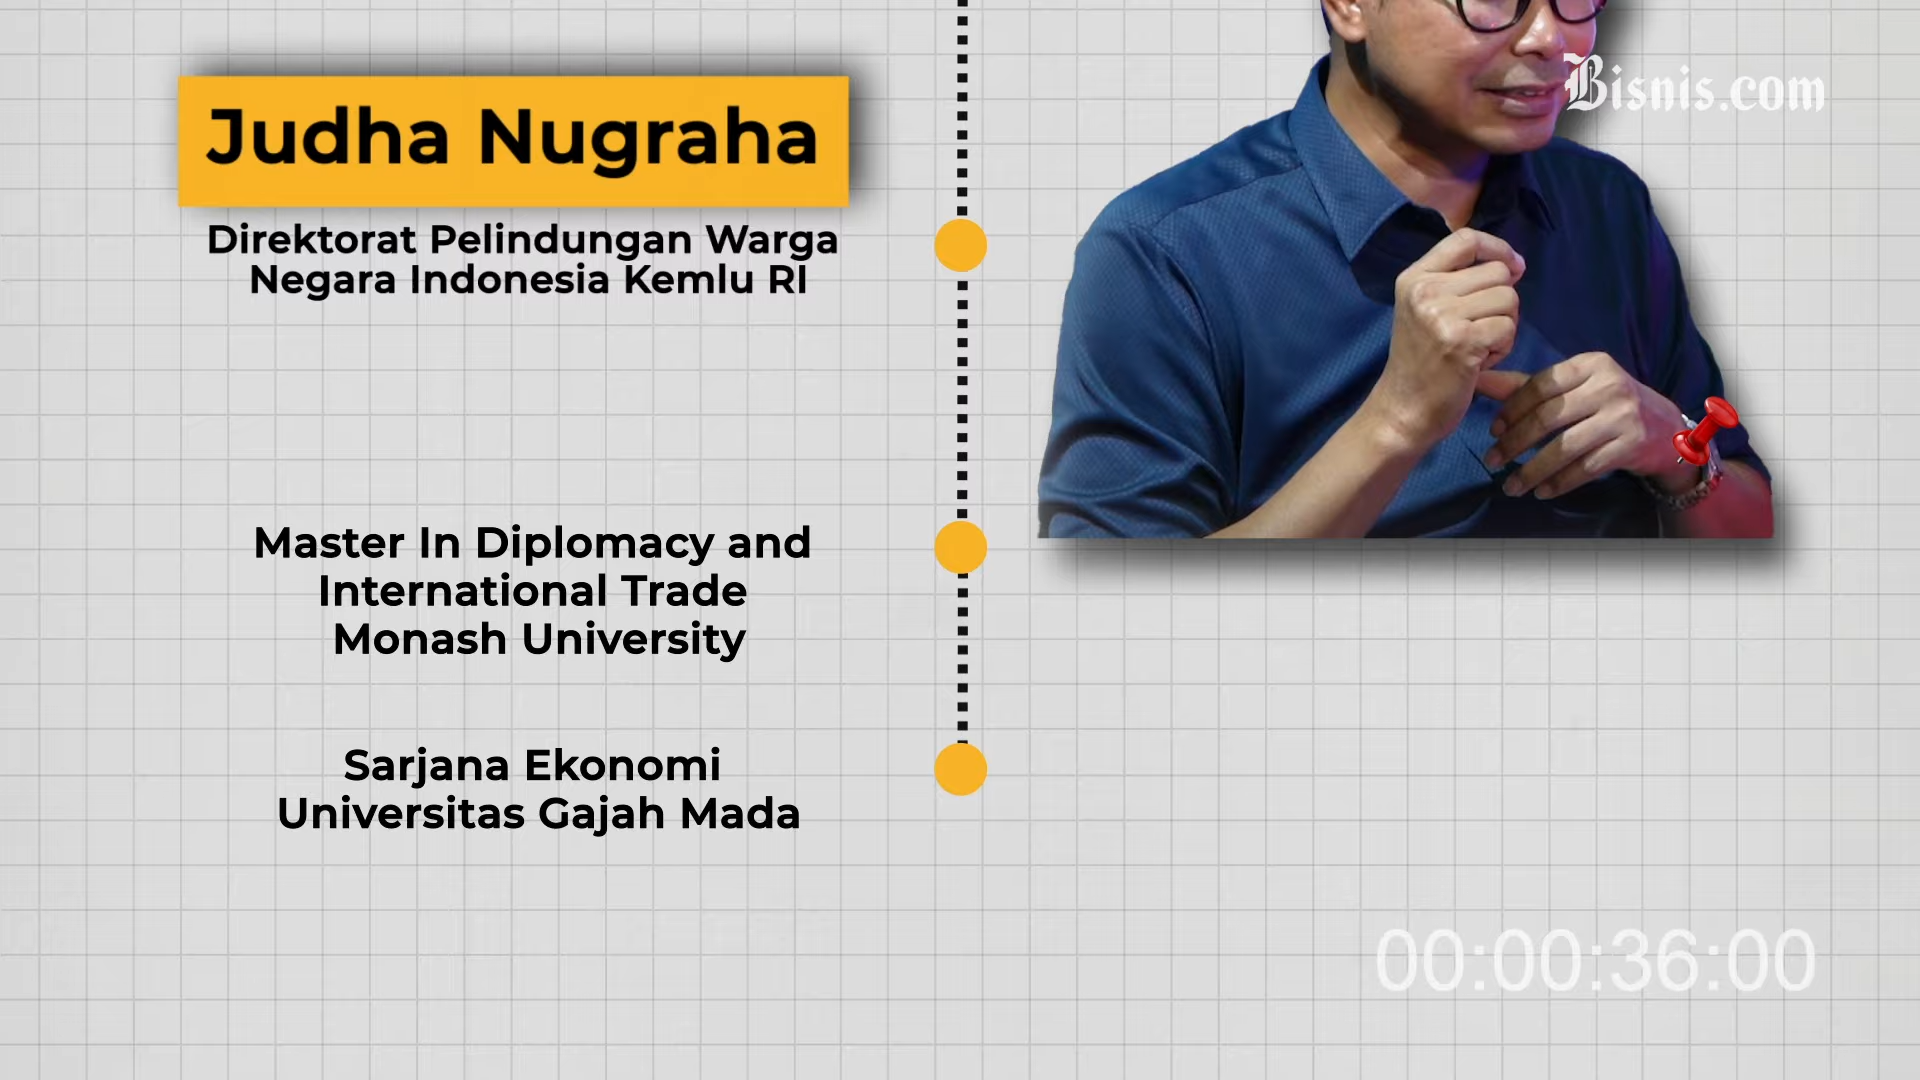 Bisnis.com
Judha Nugraha
Direktorat Pelindungan Warga
Negara Indonesia Kemlu RI
Master In Diplomacy and
International Trade
Monash University
Sarjana Ekonomi
Universitas Gajah Mada
00:00:36:00